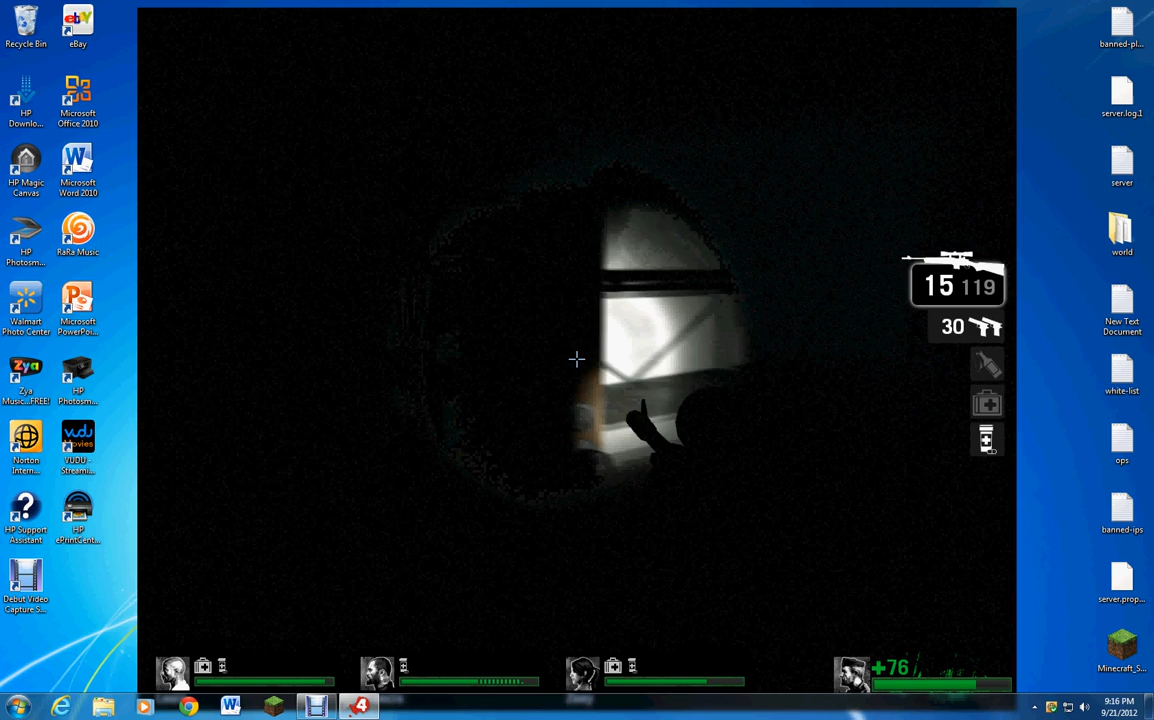 Recycle Bin
eBay
HP Downlo...
Microsoft Office 2010
HP Magic Canvas
Microsoft Word 2010
HP Photosm...
RaRa Music
Walmart Photo Center
Microsoft PowerPoi...
Zya Music...FREE!
HP Photosm...
Norton Intern...
VUDU - Streami...
HP Support Assistant
HP ePrintCent...
Debut Video Capture S...
15 119
30
+76
banned-pl...
server.log.1
server
world
New Text Document
white-list
ops
banned-ips
server.prop...
Minecraft_S...
9:16 PM
9/21/2012